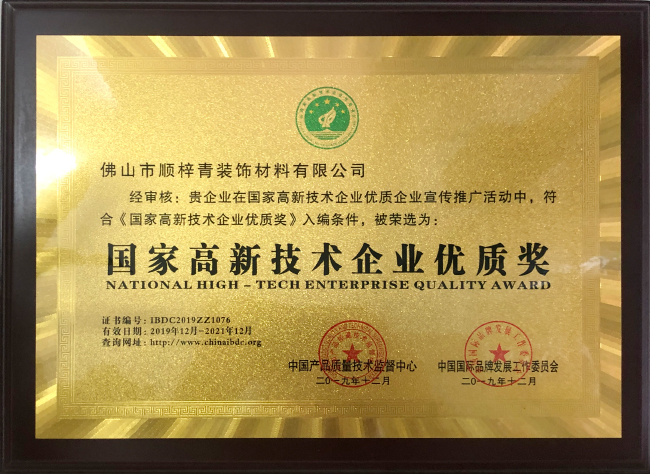 佛山市顺梓青装饰材料有限公司
经审核：贵企业在国家高新技术企业优质企业宣传推广活动中，符
合《国家高新技术企业优质奖》入编条件，被荣选为：
国家高新技术企业优质奖
NATIONAL HIGH - TECH ENTERPRISE QUALITY AWARD
证书编号：IBDC2019ZZ1076
有效日期：2019年12月-2021年12月
查询网址：http://www.chinaibdc.org
中国产品质量技术监督中心
二○一九年十二月
中国国际品牌发展工作委员会
二○一九年十二月